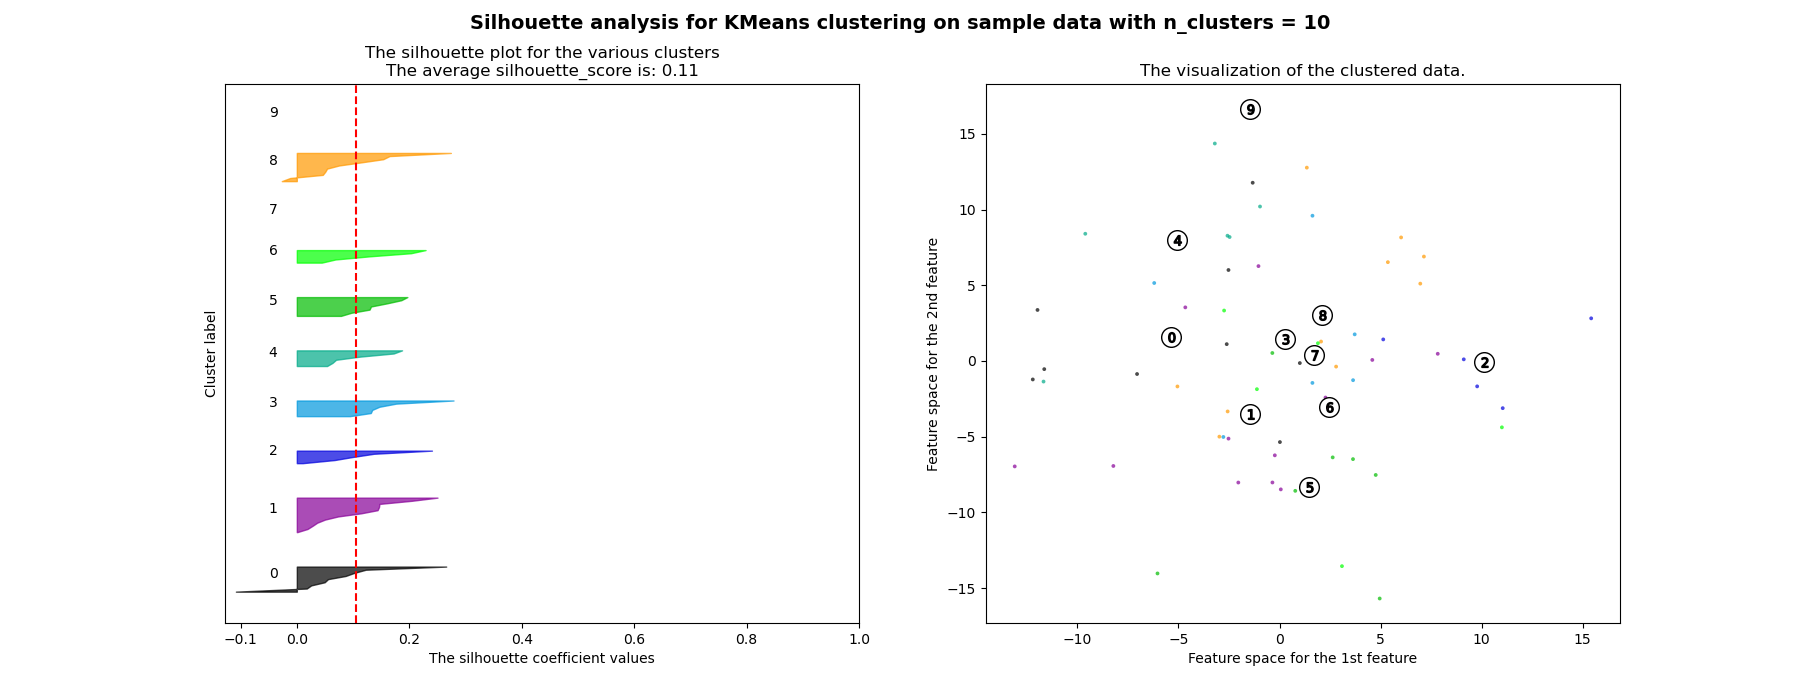 Silhouette analysis for KMeans clustering on sample data with n_clusters = 10
The silhouette plot for the various clusters
The average silhouette_score is: 0.11
9
8
7
6
5
4
3
2
1
0
Cluster label
−0.1 0.0 0.2 0.4 0.6 0.8 1.0
The silhouette coefficient values
The visualization of the clustered data.
15
10
5
0
−5
−10
−15
Feature space for the 2nd feature
9
4
8
0
3
7
2
6
1
5
−10 −5 0 5 10 15
Feature space for the 1st feature